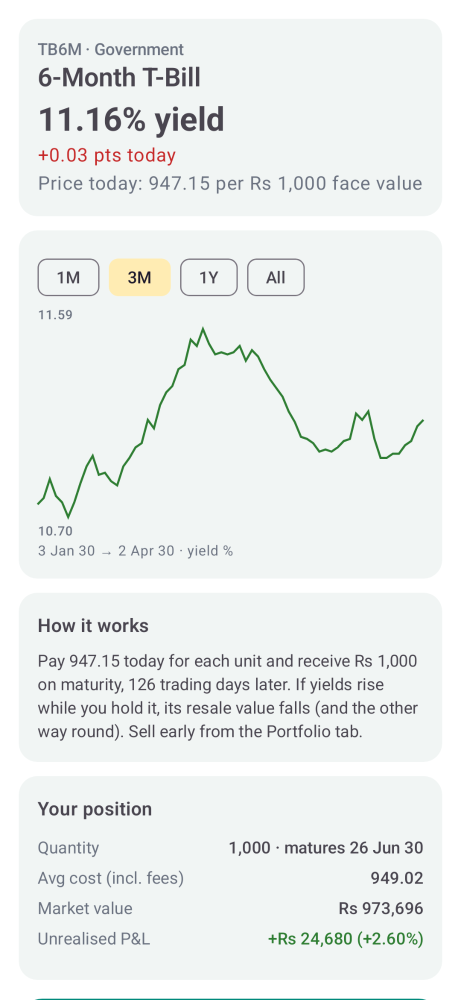 TB6M · Government
6-Month T-Bill
11.16% yield
+0.03 pts today
Price today: 947.15 per Rs 1,000 face value
1M
3M
1Y
All
11.59
10.70
3 Jan 30 → 2 Apr 30 · yield %
How it works
Pay 947.15 today for each unit and receive Rs 1,000
on maturity, 126 trading days later. If yields rise
while you hold it, its resale value falls (and the other
way round). Sell early from the Portfolio tab.
Your position
Quantity 1,000 · matures 26 Jun 30
Avg cost (incl. fees) 949.02
Market value Rs 973,696
Unrealised P&L +Rs 24,680 (+2.60%)